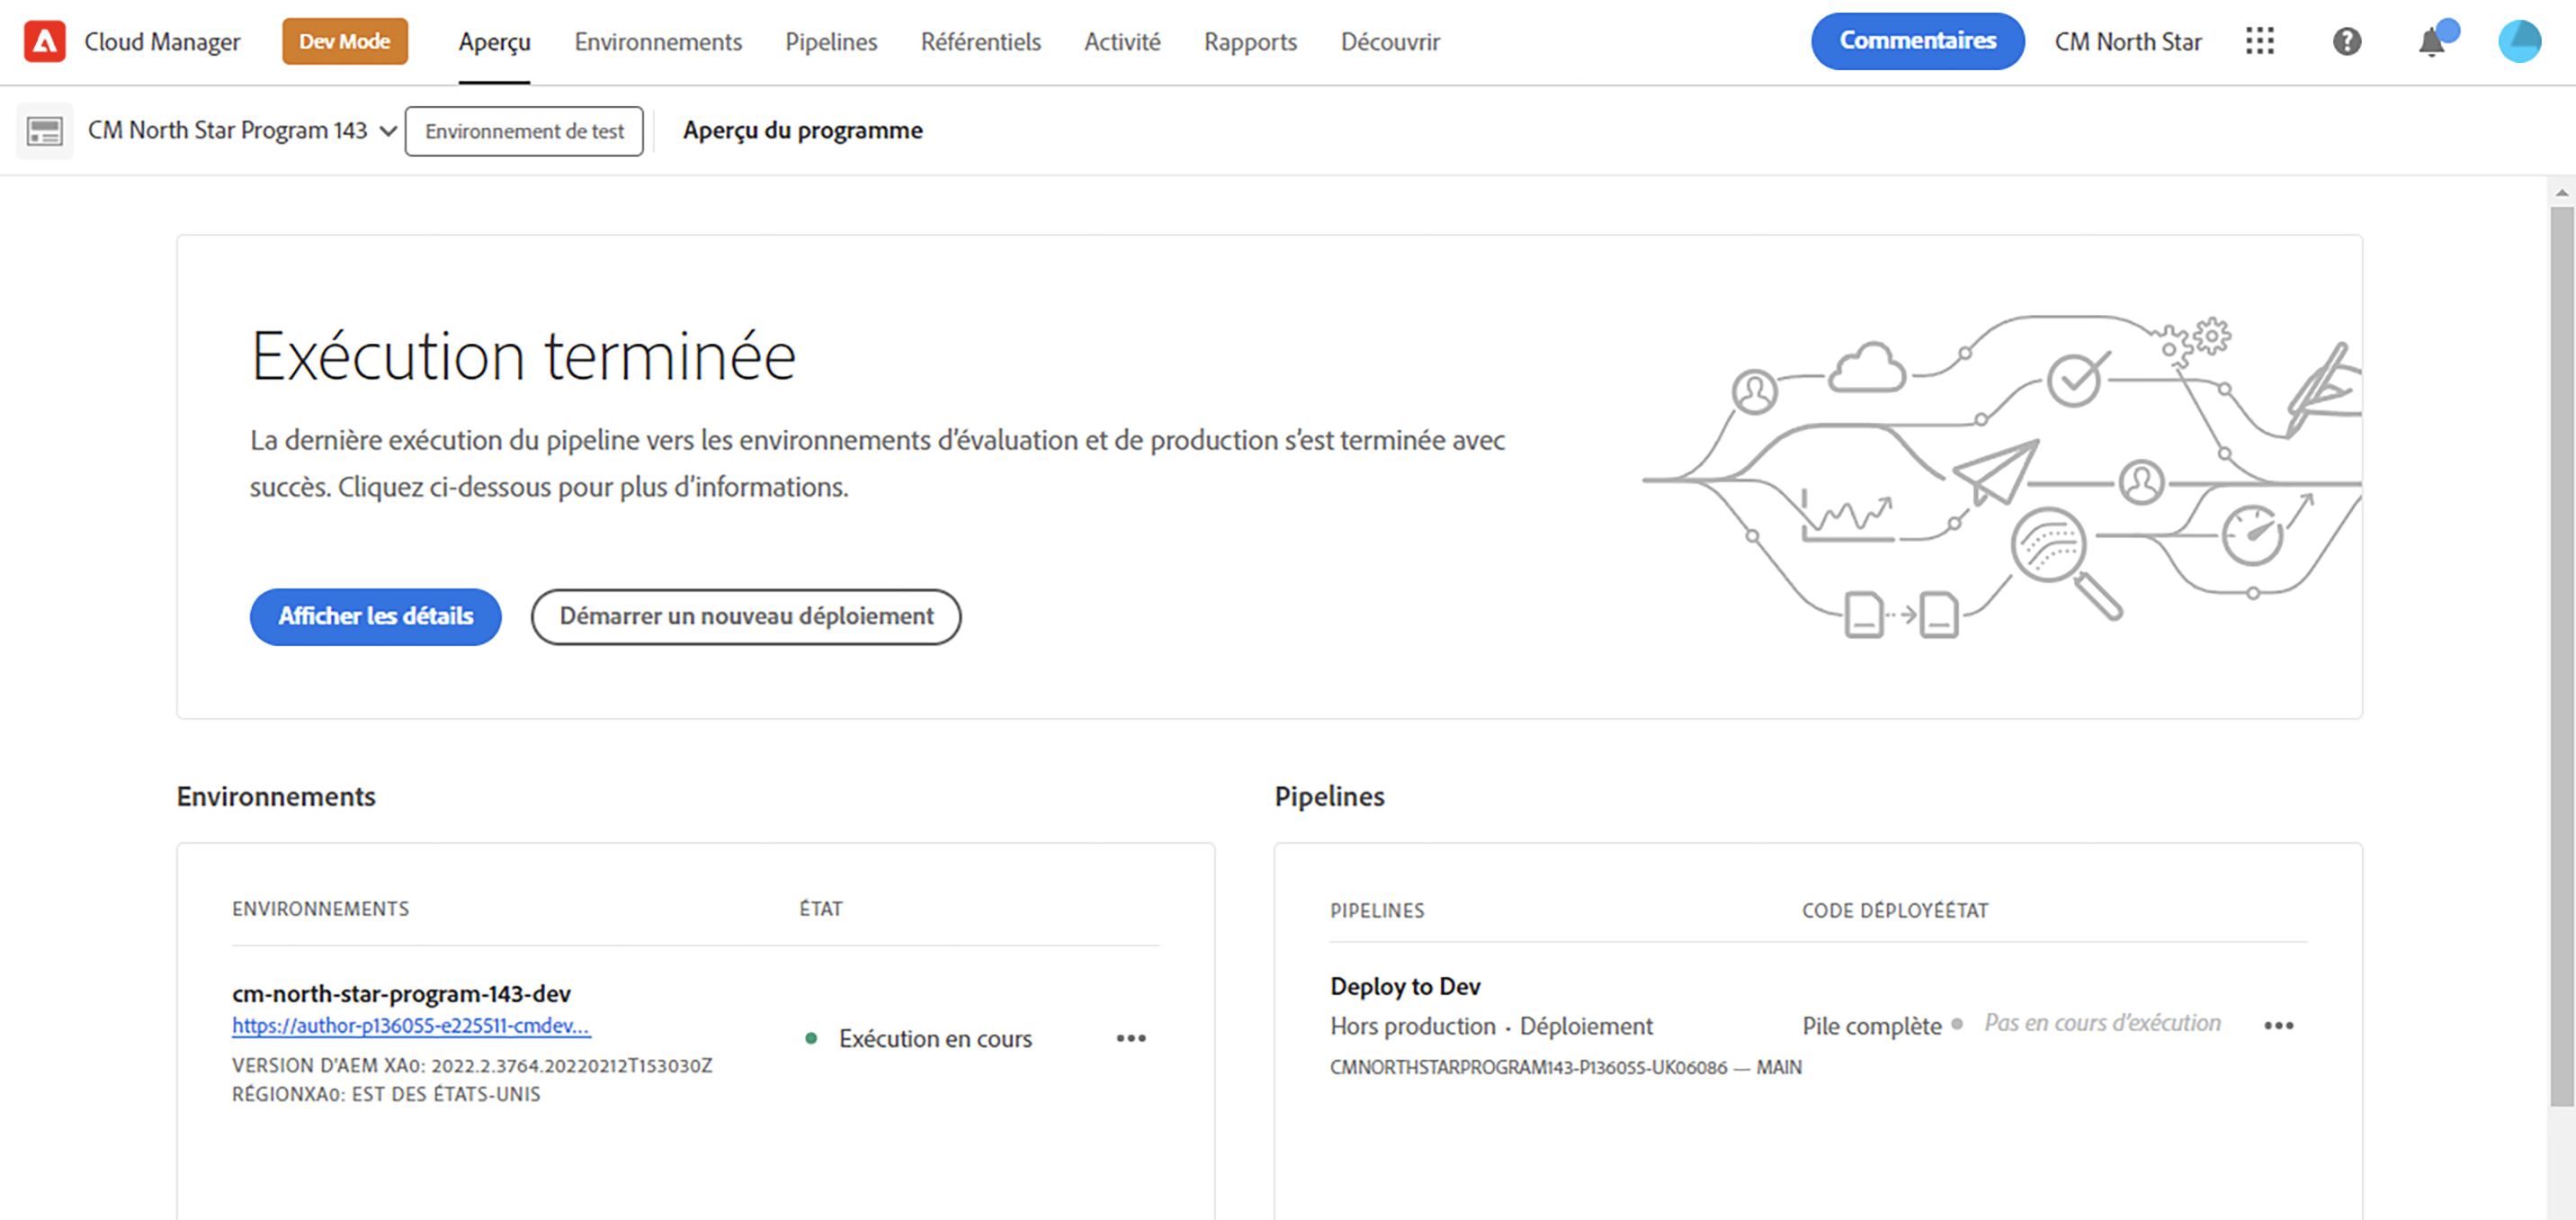 Cloud Manager Dev Mode Aperçu Environnements Pipelines Référentiels Activité Rapports Découvrir Commentaires CM North Star
CM North Star Program 143 Environnement de test Aperçu du programme
Exécution terminée
La dernière exécution du pipeline vers les environnements d’évaluation et de production s’est terminée avec
succès. Cliquez ci-dessous pour plus d’informations.
Afficher les détails Démarrer un nouveau déploiement
Environnements
ENVIRONNEMENTS ÉTAT
cm-north-star-program-143-dev
https://author-p136055-e225511-cmdev...
Exécution en cours
VERSION D'AEM XA0: 2022.2.3764.20220212T153030Z
RÉGIONXA0: EST DES ÉTATS-UNIS
Pipelines
PIPELINES CODE DÉPLOYÉÉTAT
Deploy to Dev
Hors production · Déploiement Pile complète Pas en cours d’exécution
CMNORTHSTARPROGRAM143-P136055-UK06086 — MAIN